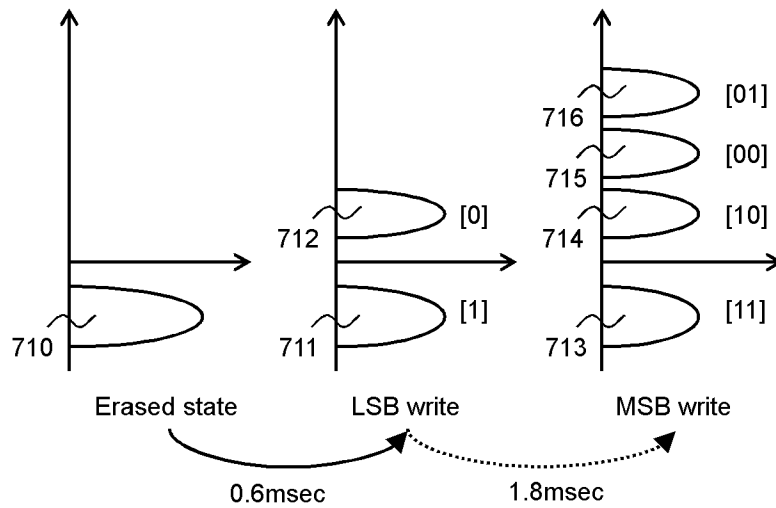 [01]
716
[00]
715
[0]
[10]
712
714
[1]
[11]
710
711
713
Erased state
LSB write
MSB write
0.6msec
1.8msec